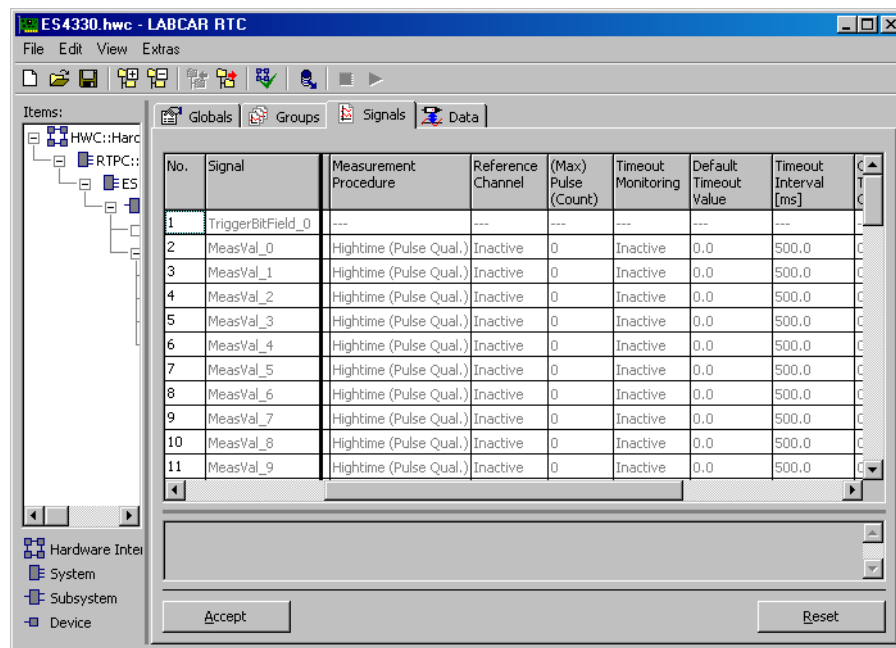 ES4330.hwc - LABCAR RTC
File Edit View Extras
Items:
HWC::Hard
RTPC::
ES
Globals Groups Signals Data
No. Signal Measurement Procedure Reference Channel (Max) Pulse (Count) Timeout Monitoring Default Timeout Value Timeout Interval [ms]
1 TriggerBitField_0 --- --- --- --- --- ---
2 MeasVal_0 Hightime (Pulse Qual.) Inactive 0 Inactive 0.0 500.0
3 MeasVal_1 Hightime (Pulse Qual.) Inactive 0 Inactive 0.0 500.0
4 MeasVal_2 Hightime (Pulse Qual.) Inactive 0 Inactive 0.0 500.0
5 MeasVal_3 Hightime (Pulse Qual.) Inactive 0 Inactive 0.0 500.0
6 MeasVal_4 Hightime (Pulse Qual.) Inactive 0 Inactive 0.0 500.0
7 MeasVal_5 Hightime (Pulse Qual.) Inactive 0 Inactive 0.0 500.0
8 MeasVal_6 Hightime (Pulse Qual.) Inactive 0 Inactive 0.0 500.0
9 MeasVal_7 Hightime (Pulse Qual.) Inactive 0 Inactive 0.0 500.0
10 MeasVal_8 Hightime (Pulse Qual.) Inactive 0 Inactive 0.0 500.0
11 MeasVal_9 Hightime (Pulse Qual.) Inactive 0 Inactive 0.0 500.0
Hardware Inter
System
Subsystem
Device
Accept Reset